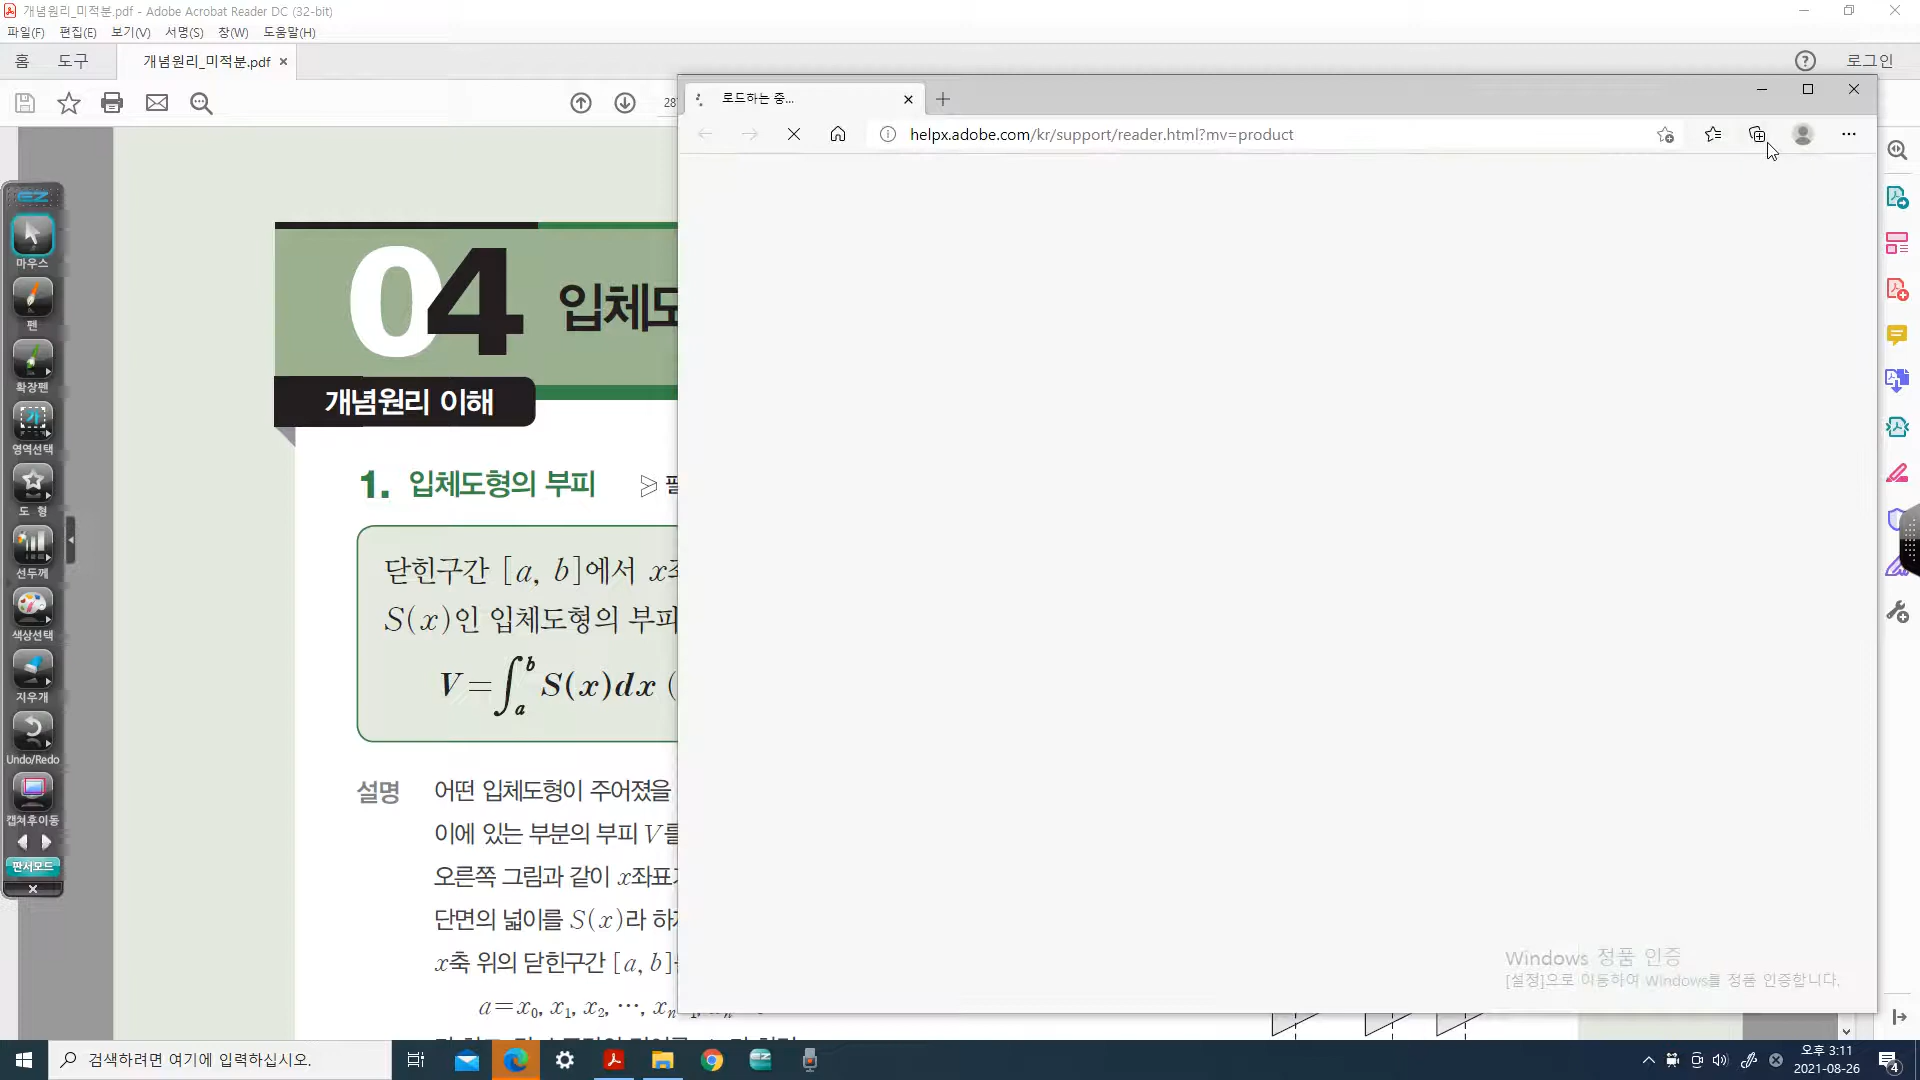 개념원리_미적분.pdf - Adobe Acrobat Reader DC (32-bit)
파일(F) 편집(E) 보기(V) 서명(S) 창(W) 도움말(H)
홈 도구 개념원리_미적분.pdf × 로그인
28
로드하는 중...
helpx.adobe.com/kr/support/reader.html?mv=product
EZ
마우스
펜
확장펜
영역선택
도 형
선두께
색상선택
지우개
Undo/Redo
캡쳐후이동
판서모드
×
04 입체도
개념원리 이해
1. 입체도형의 부피
닫힌구간 [a, b]에서 x
S(x)인 입체도형의 부피
V=∫ₐᵇ S(x)dx (
설명 어떤 입체도형이 주어졌을
이에 있는 부분의 부피 V를
오른쪽 그림과 같이 x좌표
단면의 넓이를 S(x)라 하
x축 위의 닫힌구간 [a, b]
a=x₀, x₁, x₂, ⋯,
Windows 정품 인증
[설정]으로 이동하여 Windows를 정품 인증합니다.
검색하려면 여기에 입력하십시오.
오후 3:11
2021-08-26
4